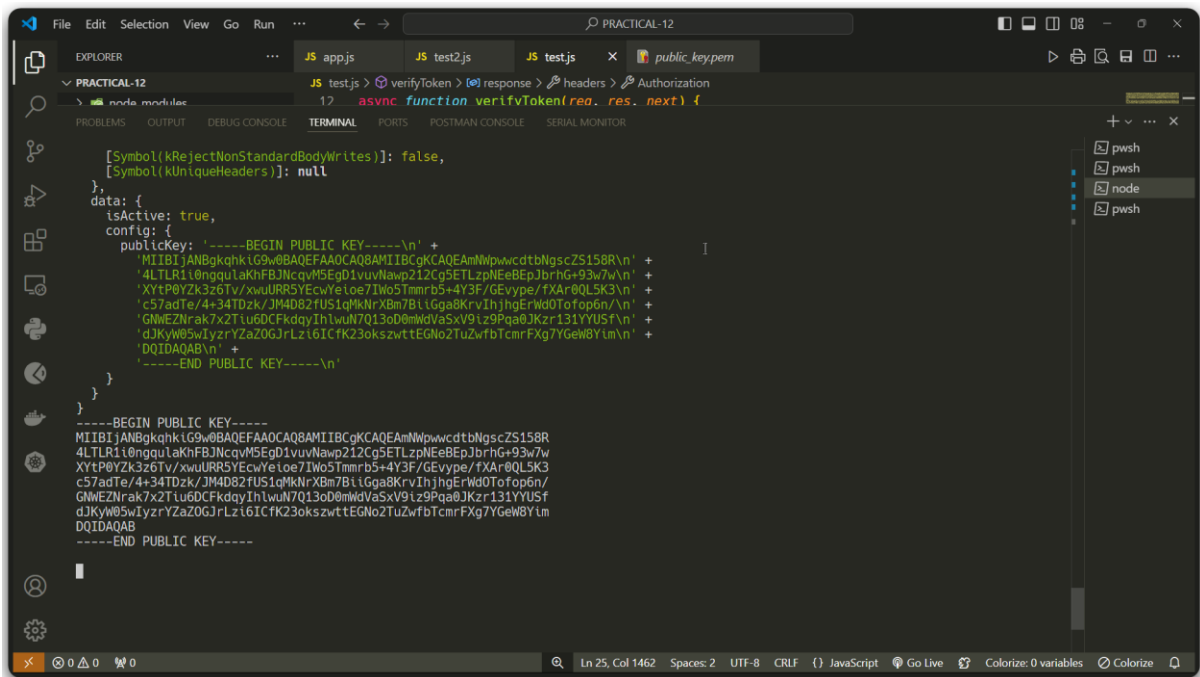 File Edit Selection View Go Run ··· PRACTICAL-12
EXPLORER ··· JS app.js JS test2.js JS test.js public_key.pem
PRACTICAL-12 JS test.js > verifyToken > response > headers > Authorization
node_modules 12 async function verifyToken(req, res, next) {
PROBLEMS OUTPUT DEBUG CONSOLE TERMINAL PORTS POSTMAN CONSOLE SERIAL MONITOR
[Symbol(kRejectNonStandardBodyWrites)]: false,
[Symbol(kUniqueHeaders)]: null
},
data: {
isActive: true,
config: {
publicKey: '-----BEGIN PUBLIC KEY-----\n' +
'MIIBIjANBgkqhkiG9w0BAQEFAAOCAQ8AMIIBCgKCAQEAmNWpwwcdtbNgscZS158R\n' +
'4LTLR1i0ngqulaKhFBJNcqvM5EgD1vuvNawp212Cg5ETLzpNEeBEpJbrhG+93w7w\n' +
'XYtP0YZk3z6Tv/xwuURR5YEcwYeioe7IWo5Tmmrb5+4Y3F/GEvype/fXAr0QL5K3\n' +
'c57adTe/4+34TDzk/JM4D82fUS1qMkNrXBm7BiiGga8KrvIhjhgErWdOTofop6n/\n' +
'GNWEZNrak7x2Tiu6DCFkdqyIhlwuN7Q13oD0mWdVaSxV9iz9Pqa0JKzr131YYUSf\n' +
'dJKyW05wIyzrYZaZOGJrLzi6ICfK23okszwttEGNo2TuZwfbTcmrFXg7YGeW8Yim\n' +
'DQIDAQAB\n' +
'-----END PUBLIC KEY-----\n'
}
}
}
-----BEGIN PUBLIC KEY-----
MIIBIjANBgkqhkiG9w0BAQEFAAOCAQ8AMIIBCgKCAQEAmNWpwwcdtbNgscZS158R
4LTLR1i0ngqulaKhFBJNcqvM5EgD1vuvNawp212Cg5ETLzpNEeBEpJbrhG+93w7w
XYtP0YZk3z6Tv/xwuURR5YEcwYeioe7IWo5Tmmrb5+4Y3F/GEvype/fXAr0QL5K3
c57adTe/4+34TDzk/JM4D82fUS1qMkNrXBm7BiiGga8KrvIhjhgErWdOTofop6n/
GNWEZNrak7x2Tiu6DCFkdqyIhlwuN7Q13oD0mWdVaSxV9iz9Pqa0JKzr131YYUSf
dJKyW05wIyzrYZaZOGJrLzi6ICfK23okszwttEGNo2TuZwfbTcmrFXg7YGeW8Yim
DQIDAQAB
-----END PUBLIC KEY-----
pwsh
pwsh
node
pwsh
0 0 0 Ln 25, Col 1462 Spaces: 2 UTF-8 CRLF {} JavaScript Go Live Colorize: 0 variables Colorize